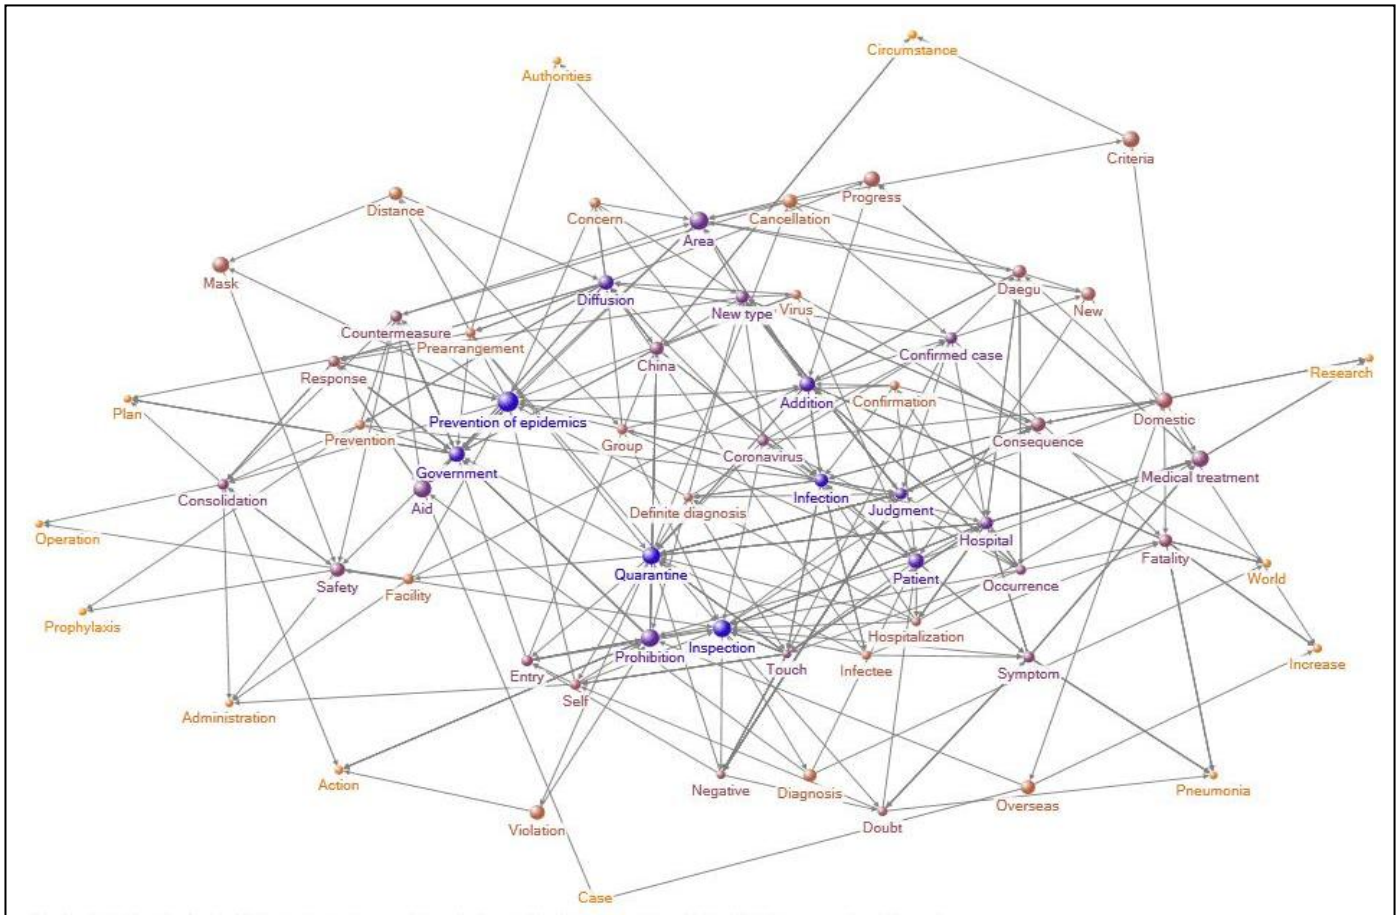 Circumstance
Authorities
Criteria
Progress
Distance
Concern
Cancellation
Area
Mask
Daegu
Diffusion
New type
Virus
New
Countermeasure
Prearrangement
Confirmed case
China
Response
Research
Addition
Confirmation
Plan
Prevention of epidemics
Domestic
Prevention
Group
Consequence
Coronavirus
Government
Medical treatment
Consolidation
Aid
Infection
Definite diagnosis
Judgment
Operation
Hospital
Fatality
Quarantine
Patient
World
Safety
Facility
Occurrence
Prophylaxis
Hospitalization
Prohibition
Inspection
Increase
Entry
Touch
Infectee
Symptom
Self
Administration
Action
Negative
Diagnosis
Pneumonia
Overseas
Violation
Doubt
Case